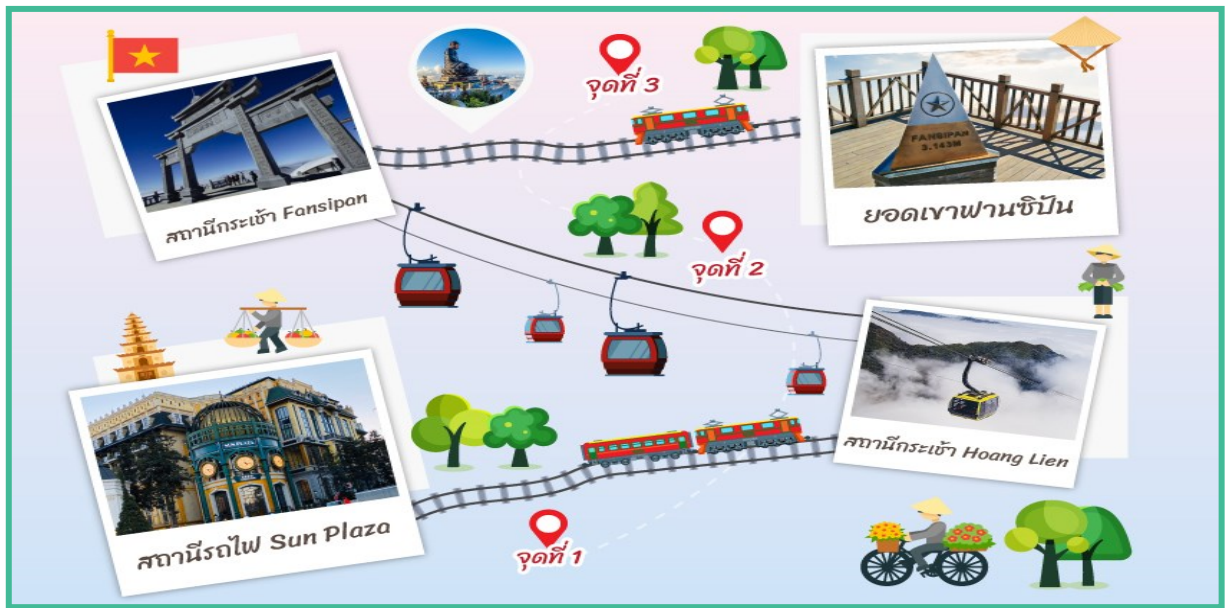 จุดที่ 3
สถานีกระเช้า Fansipan
FANSIPAN
3.143M
ยอดเขาฟานซิปัน
จุดที่ 2
SUN PLAZA
สถานีกระเช้า Hoang Lien
สถานีรถไฟ Sun Plaza
จุดที่ 1